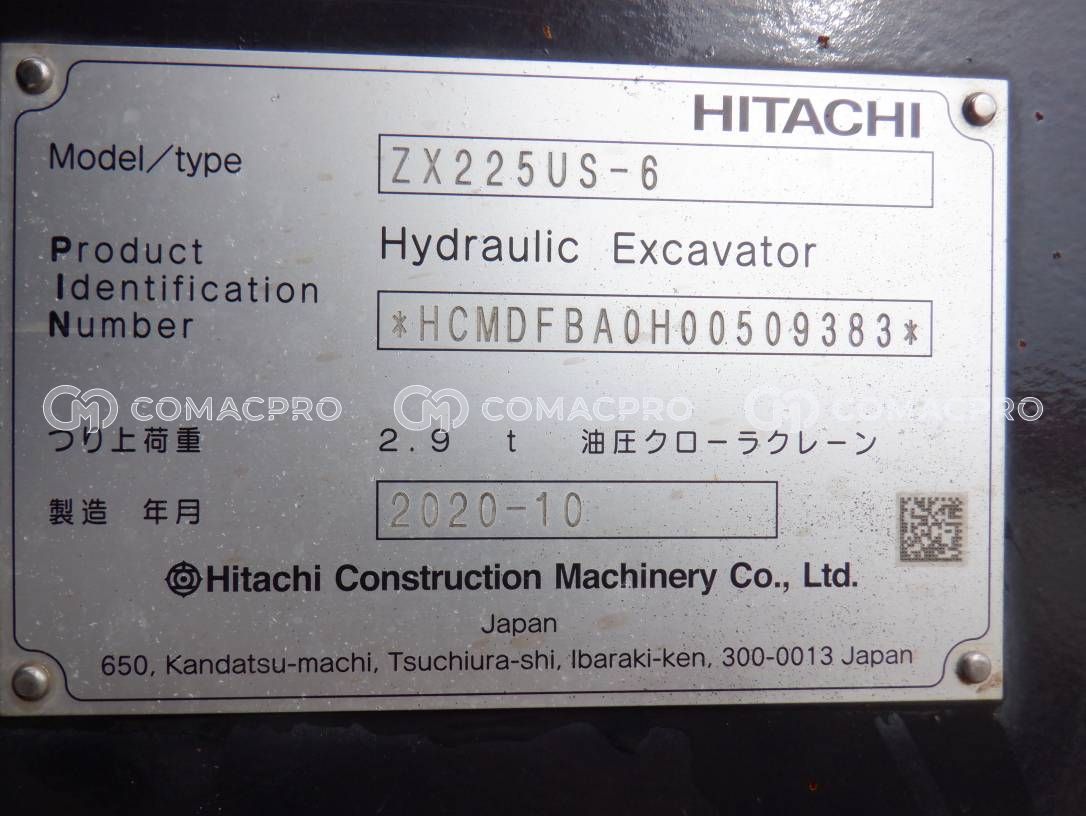 HITACHI
Model/type ZX225US-6
Product Hydraulic Excavator
Identification
Number *HCMDFBA0H00509383*
COMACPRO COMACPRO COMACPRO
つり上荷重 2.9 t 油圧クローラクレーン
製造 年月 2020-10
Hitachi Construction Machinery Co., Ltd.
Japan
650, Kandatsu-machi, Tsuchiura-shi, Ibaraki-ken, 300-0013 Japan